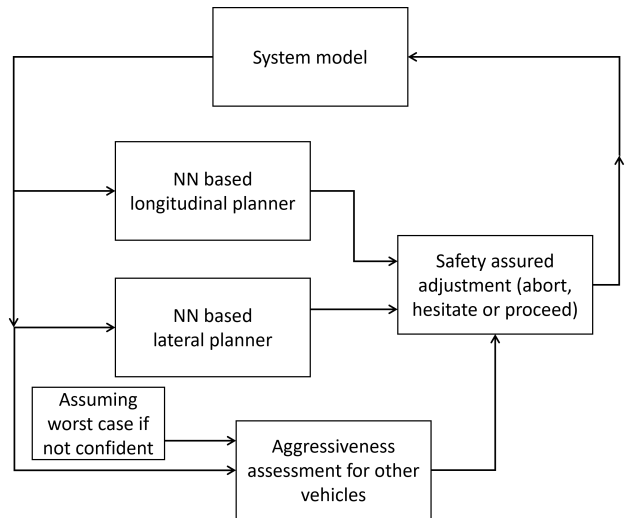 System model
NN based
longitudinal planner
Safety assured
adjustment (abort,
hesitate or proceed)
NN based
lateral planner
Assuming
worst case if
not confident
Aggressiveness
assessment for other
vehicles